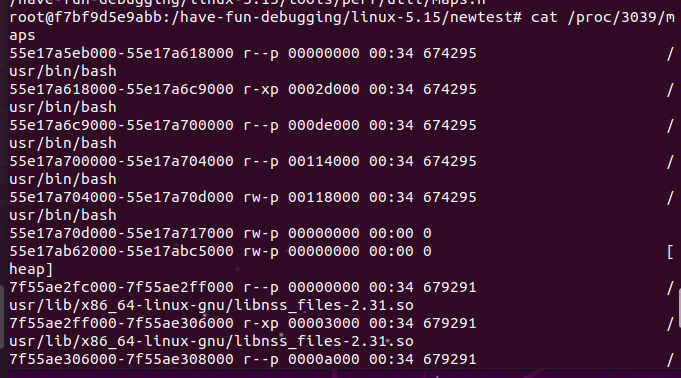 /have-fun-debugging/linux-5.15/tools/perf/util/maps.h
root@f7bf9d5e9abb:/have-fun-debugging/linux-5.15/newtest# cat /proc/3039/m
aps
55e17a5eb000-55e17a618000 r--p 00000000 00:34 674295 /
usr/bin/bash
55e17a618000-55e17a6c9000 r-xp 0002d000 00:34 674295 /
usr/bin/bash
55e17a6c9000-55e17a700000 r--p 000de000 00:34 674295 /
usr/bin/bash
55e17a700000-55e17a704000 r--p 00114000 00:34 674295 /
usr/bin/bash
55e17a704000-55e17a70d000 rw-p 00118000 00:34 674295 /
usr/bin/bash
55e17a70d000-55e17a717000 rw-p 00000000 00:00 0
55e17ab62000-55e17abc5000 rw-p 00000000 00:00 0 [
heap]
7f55ae2fc000-7f55ae2ff000 r--p 00000000 00:34 679291 /
usr/lib/x86_64-linux-gnu/libnss_files-2.31.so
7f55ae2ff000-7f55ae306000 r-xp 00003000 00:34 679291 /
usr/lib/x86_64-linux-gnu/libnss_files-2.31.so
7f55ae306000-7f55ae308000 r--p 0000a000 00:34 679291 /